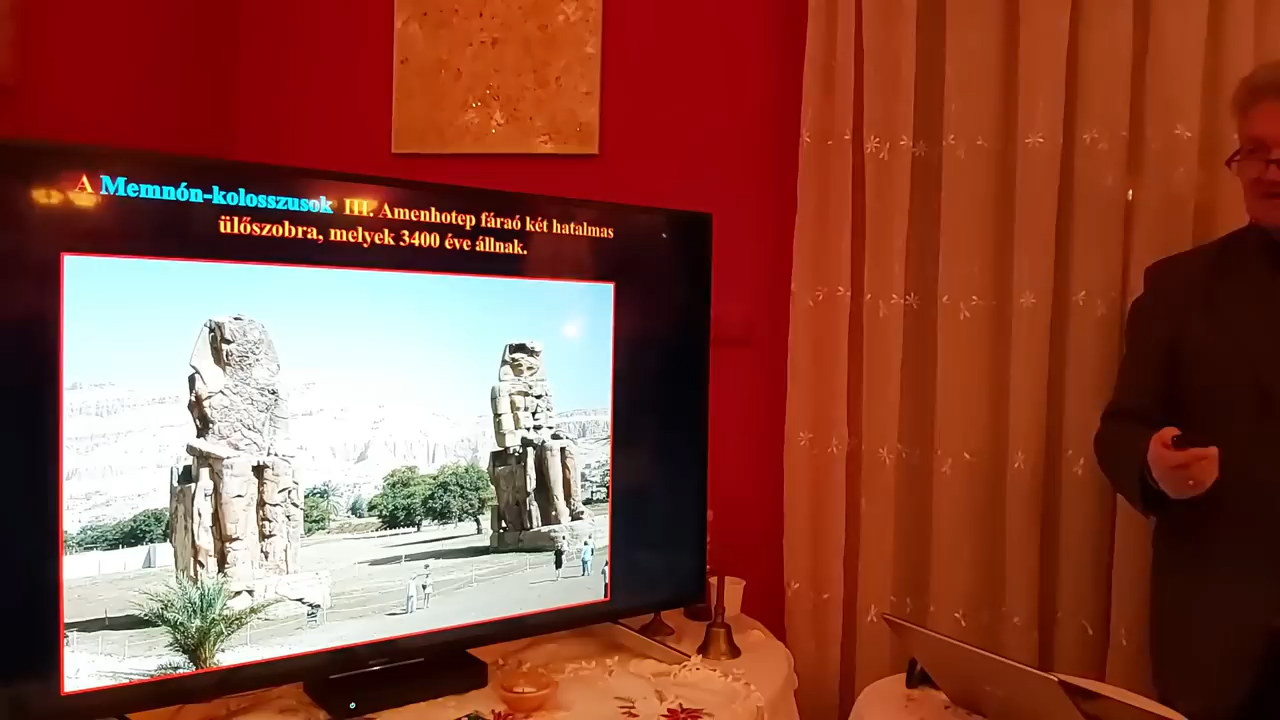 A Memnón-kolosszusok III. Amenhotep fáraó két hatalmas
ülőszobra, melyek 3400 éve állnak.